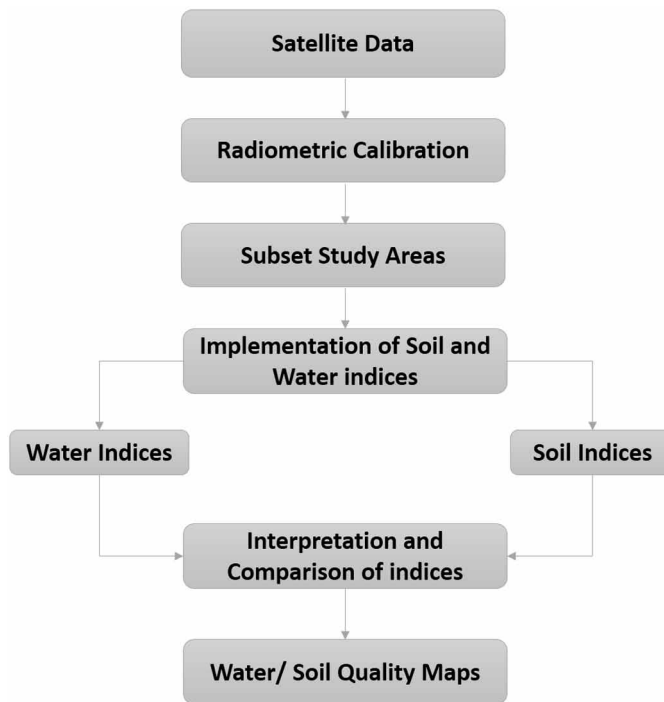 Satellite Data
Radiometric Calibration
Subset Study Areas
Implementation of Soil and
Water indices
Water Indices
Soil Indices
Interpretation and
Comparison of indices
Water/ Soil Quality Maps